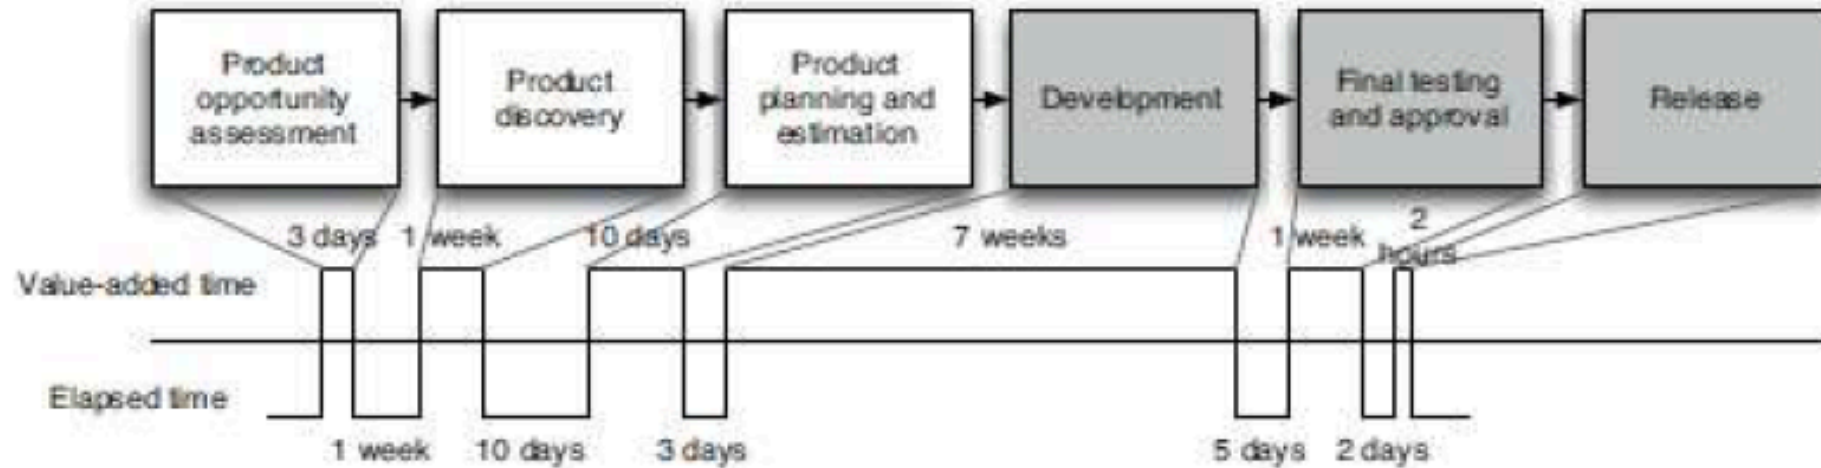 Product
opportunity
assessment
Product
discovery
Product
planning and
estimation
Development
Final testing
and approval
Release
3 days
1 week
10 days
7 weeks
1 week
2
hours
Value-added time
Elapsed time
1 week
10 days
3 days
5 days
2 days